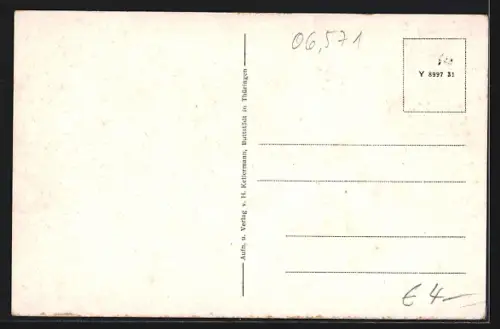 06,571
Y 8997 31
Aufn. u. Verlag v. H. Kellermann, Buttstädt in Thüringen
€ 4-